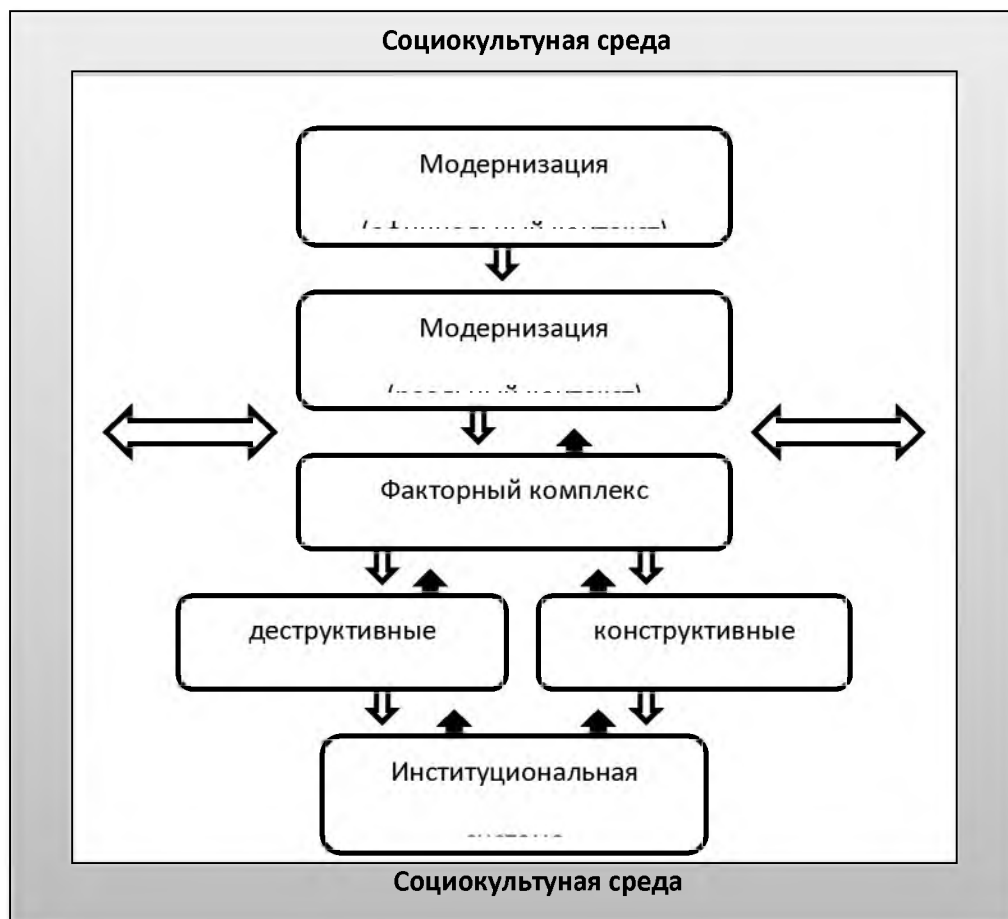 Социокультуная среда
Модернизация
Модернизация
Факторный комплекс
деструктивные
конструктивные
Институциональная
Социокультуная среда